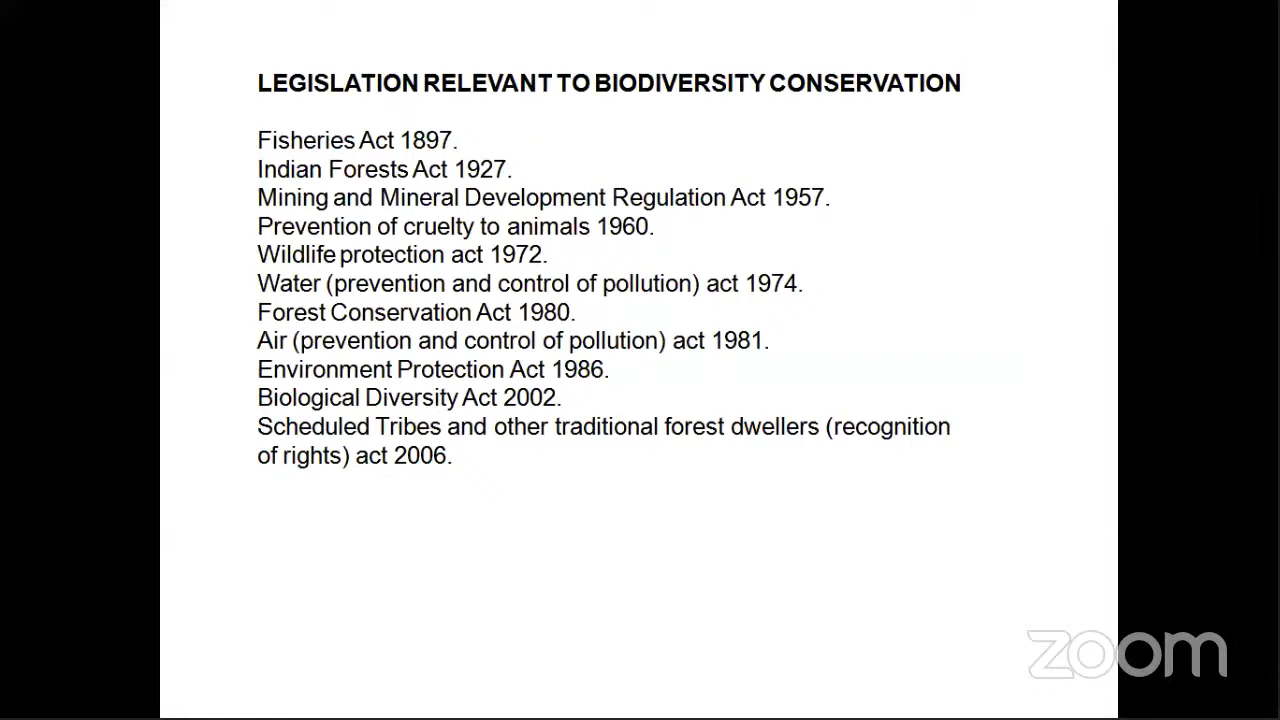 LEGISLATION RELEVANT TO BIODIVERSITY CONSERVATION
Fisheries Act 1897.
Indian Forests Act 1927.
Mining and Mineral Development Regulation Act 1957.
Prevention of cruelty to animals 1960.
Wildlife protection act 1972.
Water (prevention and control of pollution) act 1974.
Forest Conservation Act 1980.
Air (prevention and control of pollution) act 1981.
Environment Protection Act 1986.
Biological Diversity Act 2002.
Scheduled Tribes and other traditional forest dwellers (recognition
of rights) act 2006.
zoom